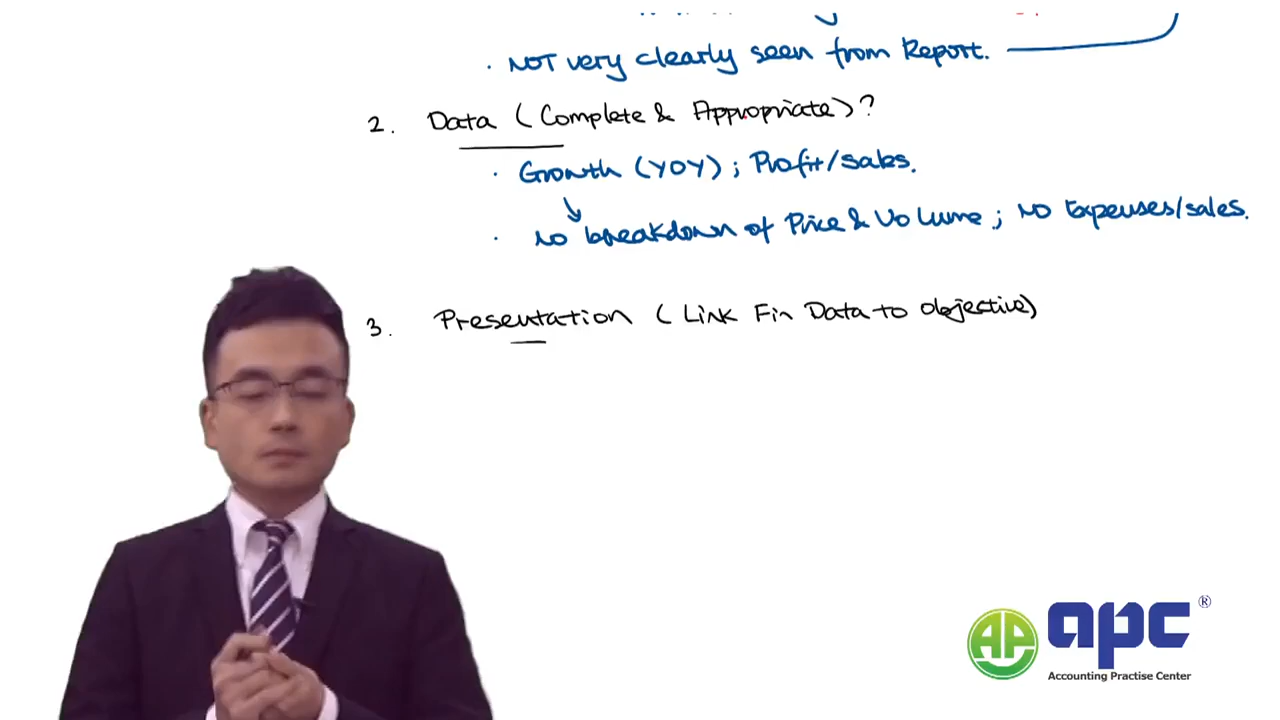 · NOT very clearly seen from Report.
2. Data (Complete & Appropriate)?
· Growth (YOY) ; Profit/sales.
· No breakdown of Price & Volume ; No Expenses/sales.
3. Presentation (Link Fin Data to objective)
apc ®
Accounting Practise Center